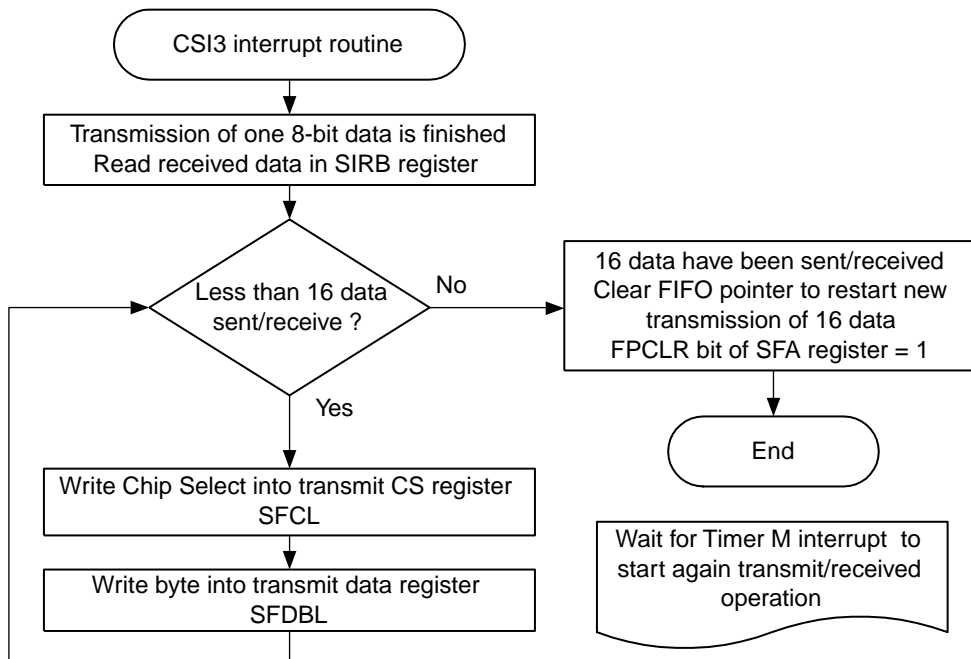 CSI3 interrupt routine
Transmission of one 8-bit data is finished
Read received data in SIRB register
Less than 16 data
sent/receive ?
No
16 data have been sent/received
Clear FIFO pointer to restart new
transmission of 16 data
FPCLR bit of SFA register = 1
Yes
End
Write Chip Select into transmit CS register
SFCL
Wait for Timer M interrupt to
start again transmit/received
operation
Write byte into transmit data register
SFDBL